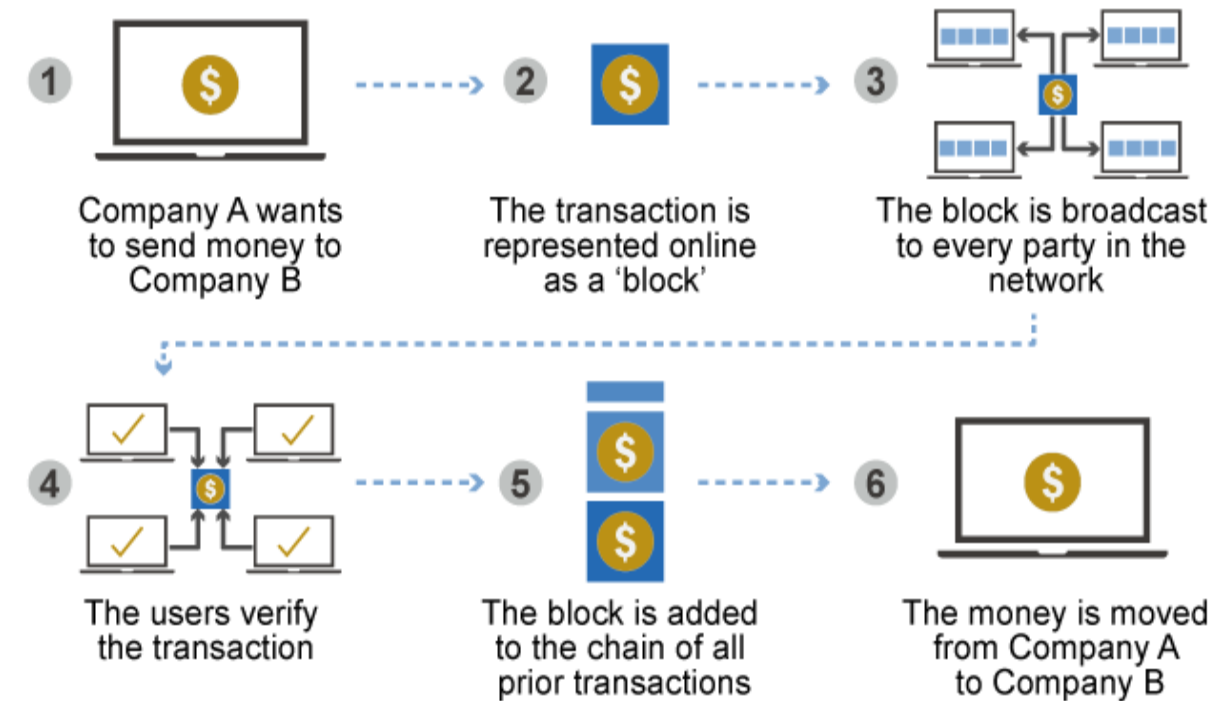 1
Company A wants
to send money to
Company B
2
The transaction is
represented online
as a ‘block’
3
The block is broadcast
to every party in the
network
4
The users verify
the transaction
5
The block is added
to the chain of all
prior transactions
6
The money is moved
from Company A
to Company B